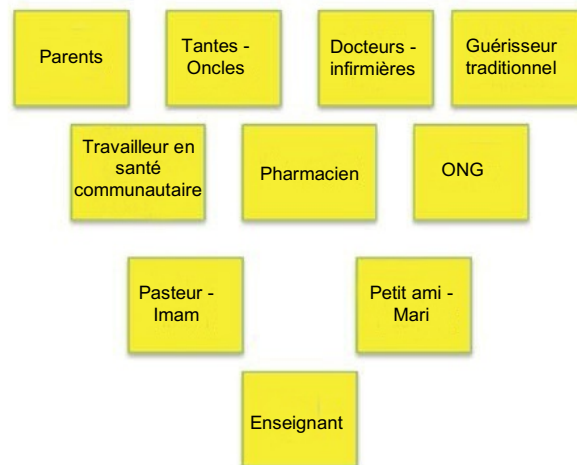 Parents
Tantes -
Oncles
Docteurs -
infirmières
Guérisseur
traditionnel
Travailleur en
santé
communautaire
Pharmacien
ONG
Pasteur -
Imam
Petit ami -
Mari
Enseignant